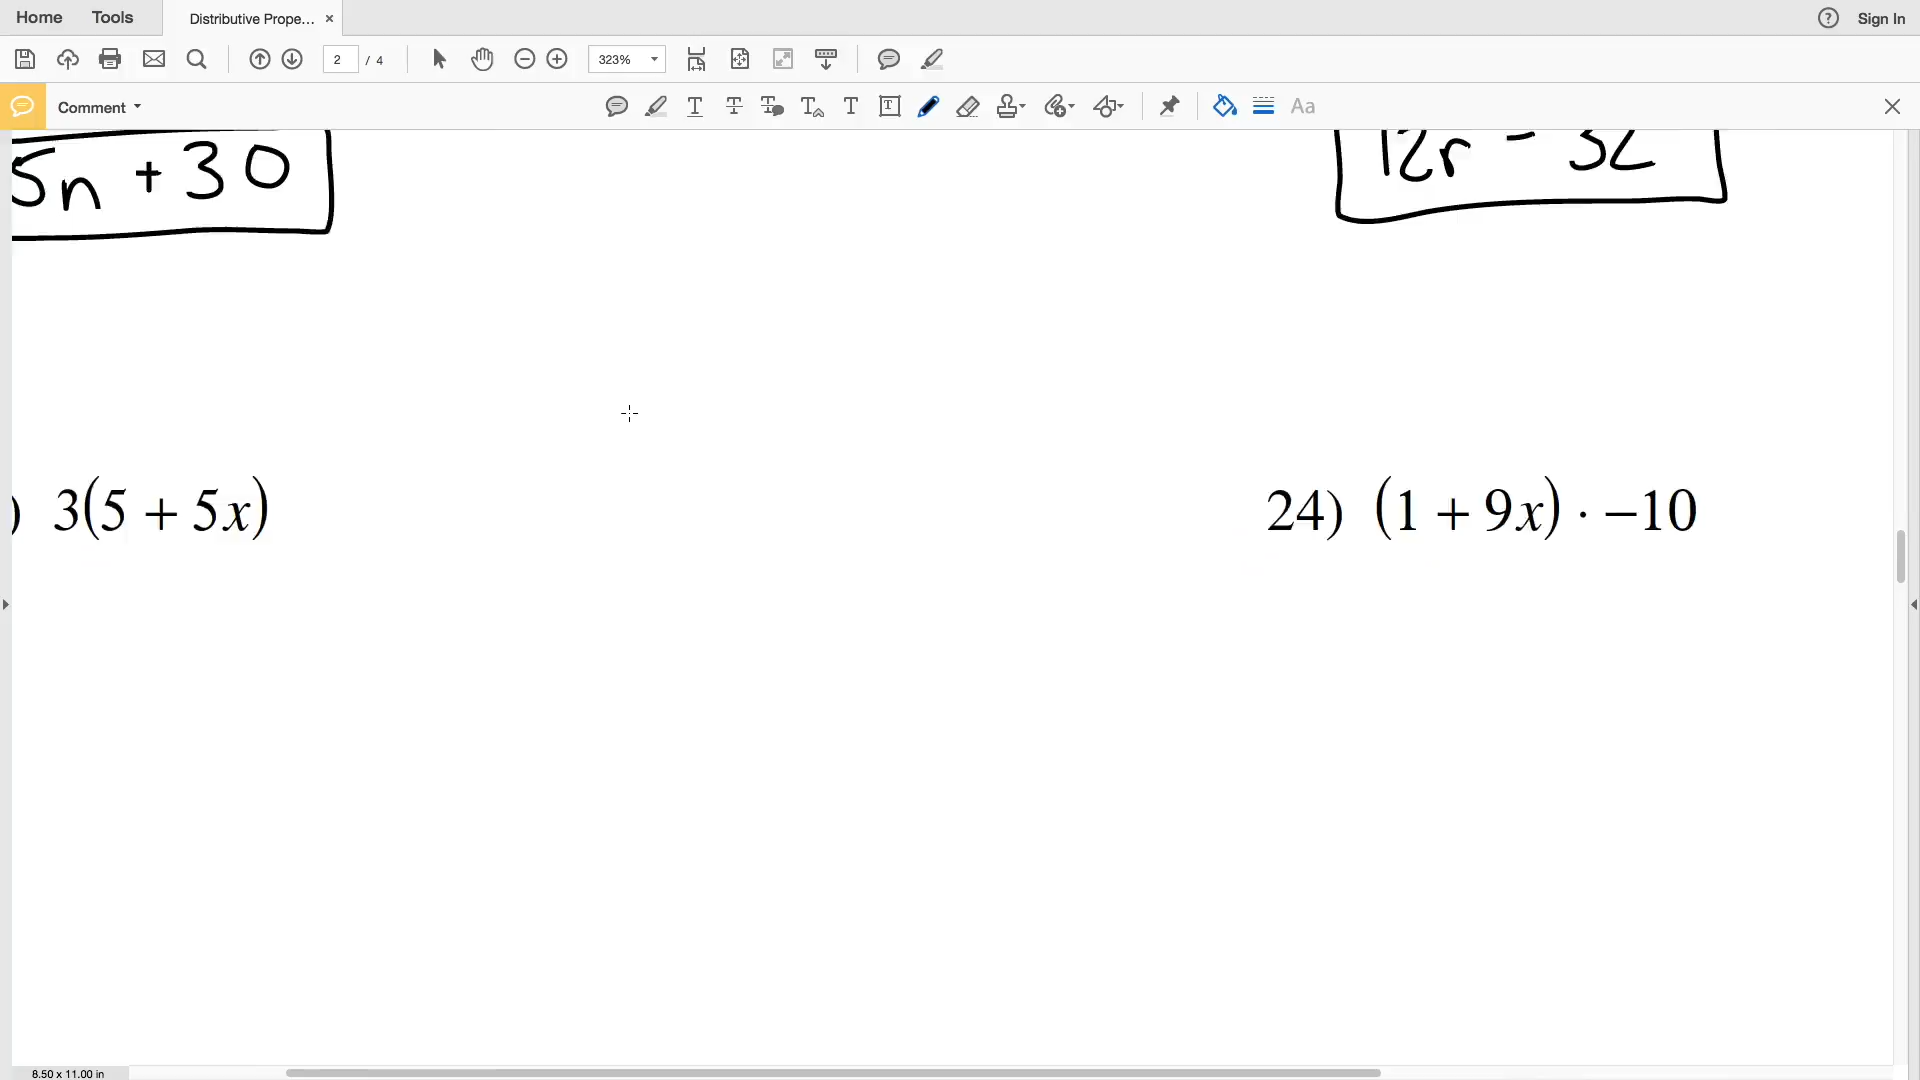 Home Tools Distributive Prope... × Sign In
2 / 4 323%
Comment Aa
5n + 30
12r - 32
) 3(5 + 5x)
24) (1 + 9x) · −10
8.50 x 11.00 in